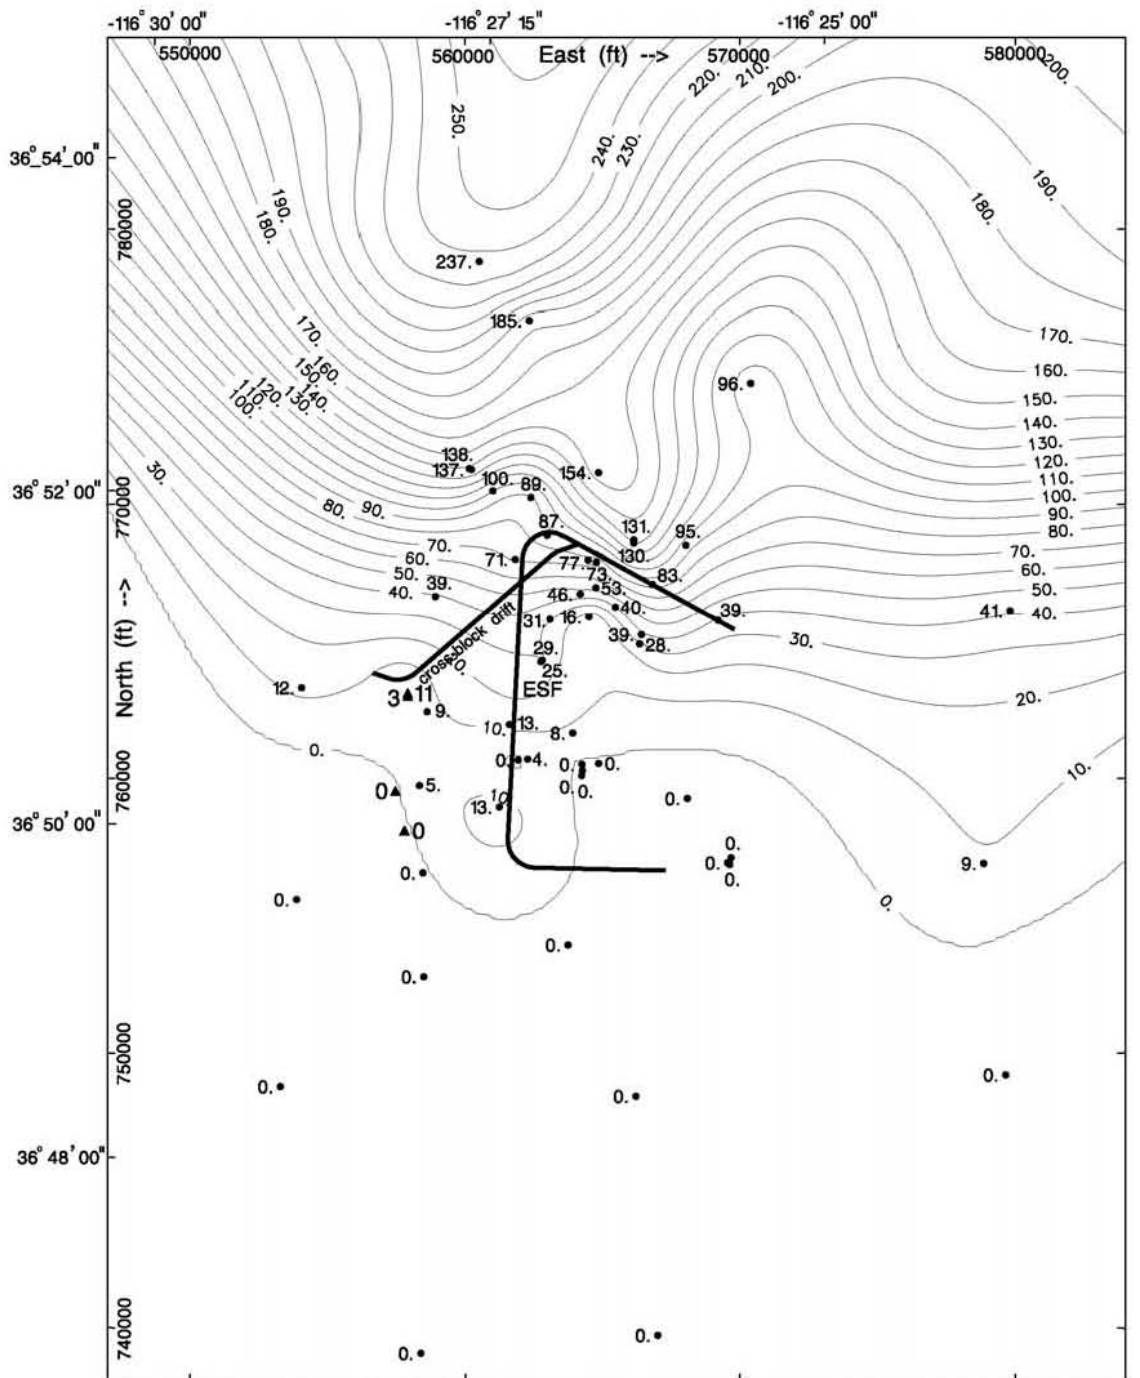 -116° 30' 00" -116° 27' 15" -116° 25' 00"
550000 560000 East (ft) --> 570000 580000
220. 210. 200. 200.
250. 240. 230.
36° 54' 00"
190. 180. 180. 190.
780000
237.
185.
170. 170.
160. 160.
150. 96. 150.
140. 140.
130. 130.
120. 120.
110. 110.
100. 100.
138.
137. 154.
30. 100. 89.
36° 52' 00"
770000
90. 90.
80. 87. 131. 95. 80.
70. 130. 70.
60. 71. 77. 73. 83. 60.
50. 53. 50.
40. 39. 46. 40. 39. 41. 40.
31. 16. 39. 28. 30.
cross-block drift
29.
25.
12. ESF 20.
3 11
9. 10. 13. 8.
North (ft) -->
0. 0. 4. 0. 0. 10.
760000
5. 0. 0.
0 13. 10. 0.
36° 50' 00"
0 0.
0. 0. 9.
0.
0. 0.
0.
0.
750000
0. 0. 0.
36° 48' 00"
740000
0. 0.